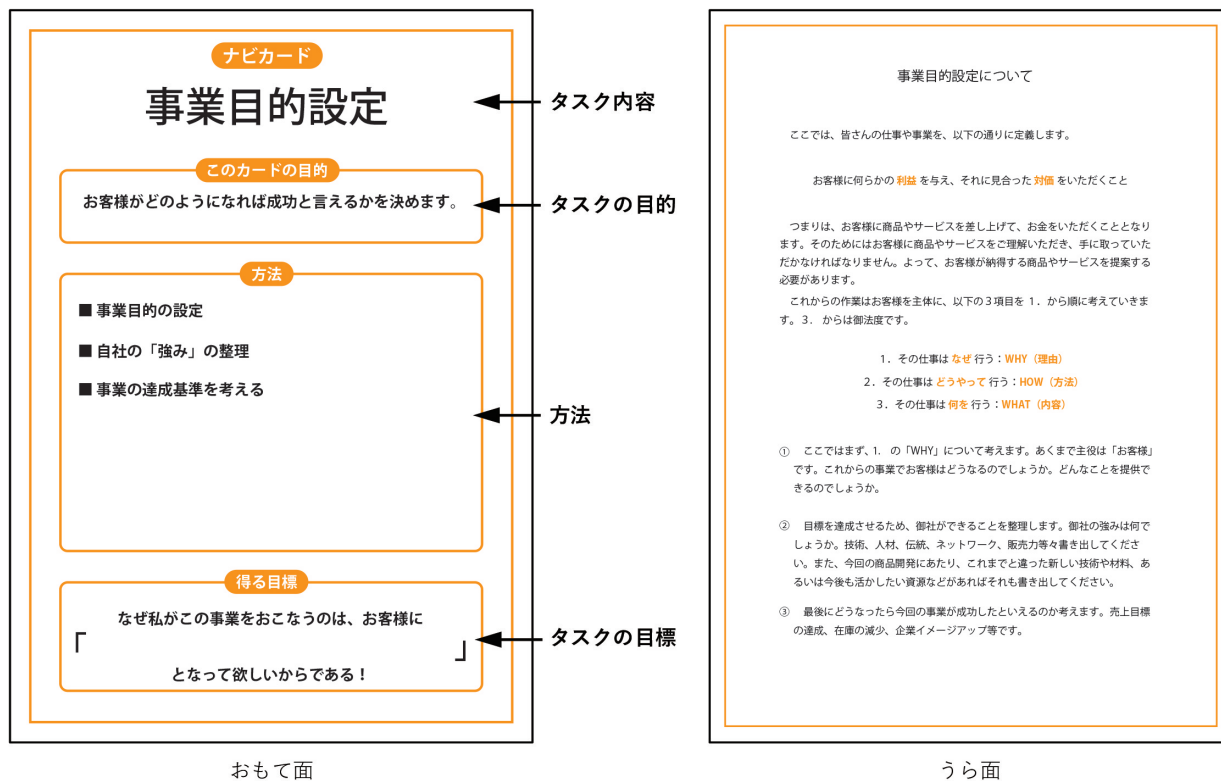 ナビカード
事業目的設定
タスク内容
このカードの目的
お客様がどのようになれば成功と言えるかを決めます。
タスクの目的
方法
■ 事業目的の設定
■ 自社の「強み」の整理
■ 事業の達成基準を考える
方法
得る目標
なぜ私がこの事業をおこなうのは、お客様に
「 」
となって欲しいからである！
タスクの目標
おもて面
事業目的設定について
ここでは、皆さんの仕事や事業を、以下の通りに定義します。
お客様に何らかの 利益 を与え、それに見合った 対価 をいただくこと
つまりは、お客様に商品やサービスを差し上げて、お金をいただくこととなり
ます。そのためにはお客様に商品やサービスをご理解いただき、手に取っていた
だかなければなりません。よって、お客様が納得する商品やサービスを提案する
必要があります。
これからの作業はお客様を主体に、以下の３項目を １．から順に考えていきま
す。３． からは御法度です。
１．その仕事は なぜ 行う：WHY（理由）
２．その仕事は どうやって 行う：HOW（方法）
３．その仕事は 何を 行う：WHAT（内容）
① ここではまず、1. の「WHY」について考えます。あくまで主役は「お客様」
です。これからの事業でお客様はどうなるのでしょうか。どんなことを提供で
きるのでしょうか。
② 目標を達成させるため、御社ができることを整理します。御社の強みは何で
しょうか。技術、人材、伝統、ネットワーク、販売力等々書き出してくださ
い。また、今回の商品開発にあたり、これまでと違った新しい技術や材料、あ
るいは今後も活かしたい資源などがあればそれも書き出してください。
③ 最後にどうなったら今回の事業が成功したといえるのか考えます。売上目標
の達成、在庫の減少、企業イメージアップ等です。
うら面